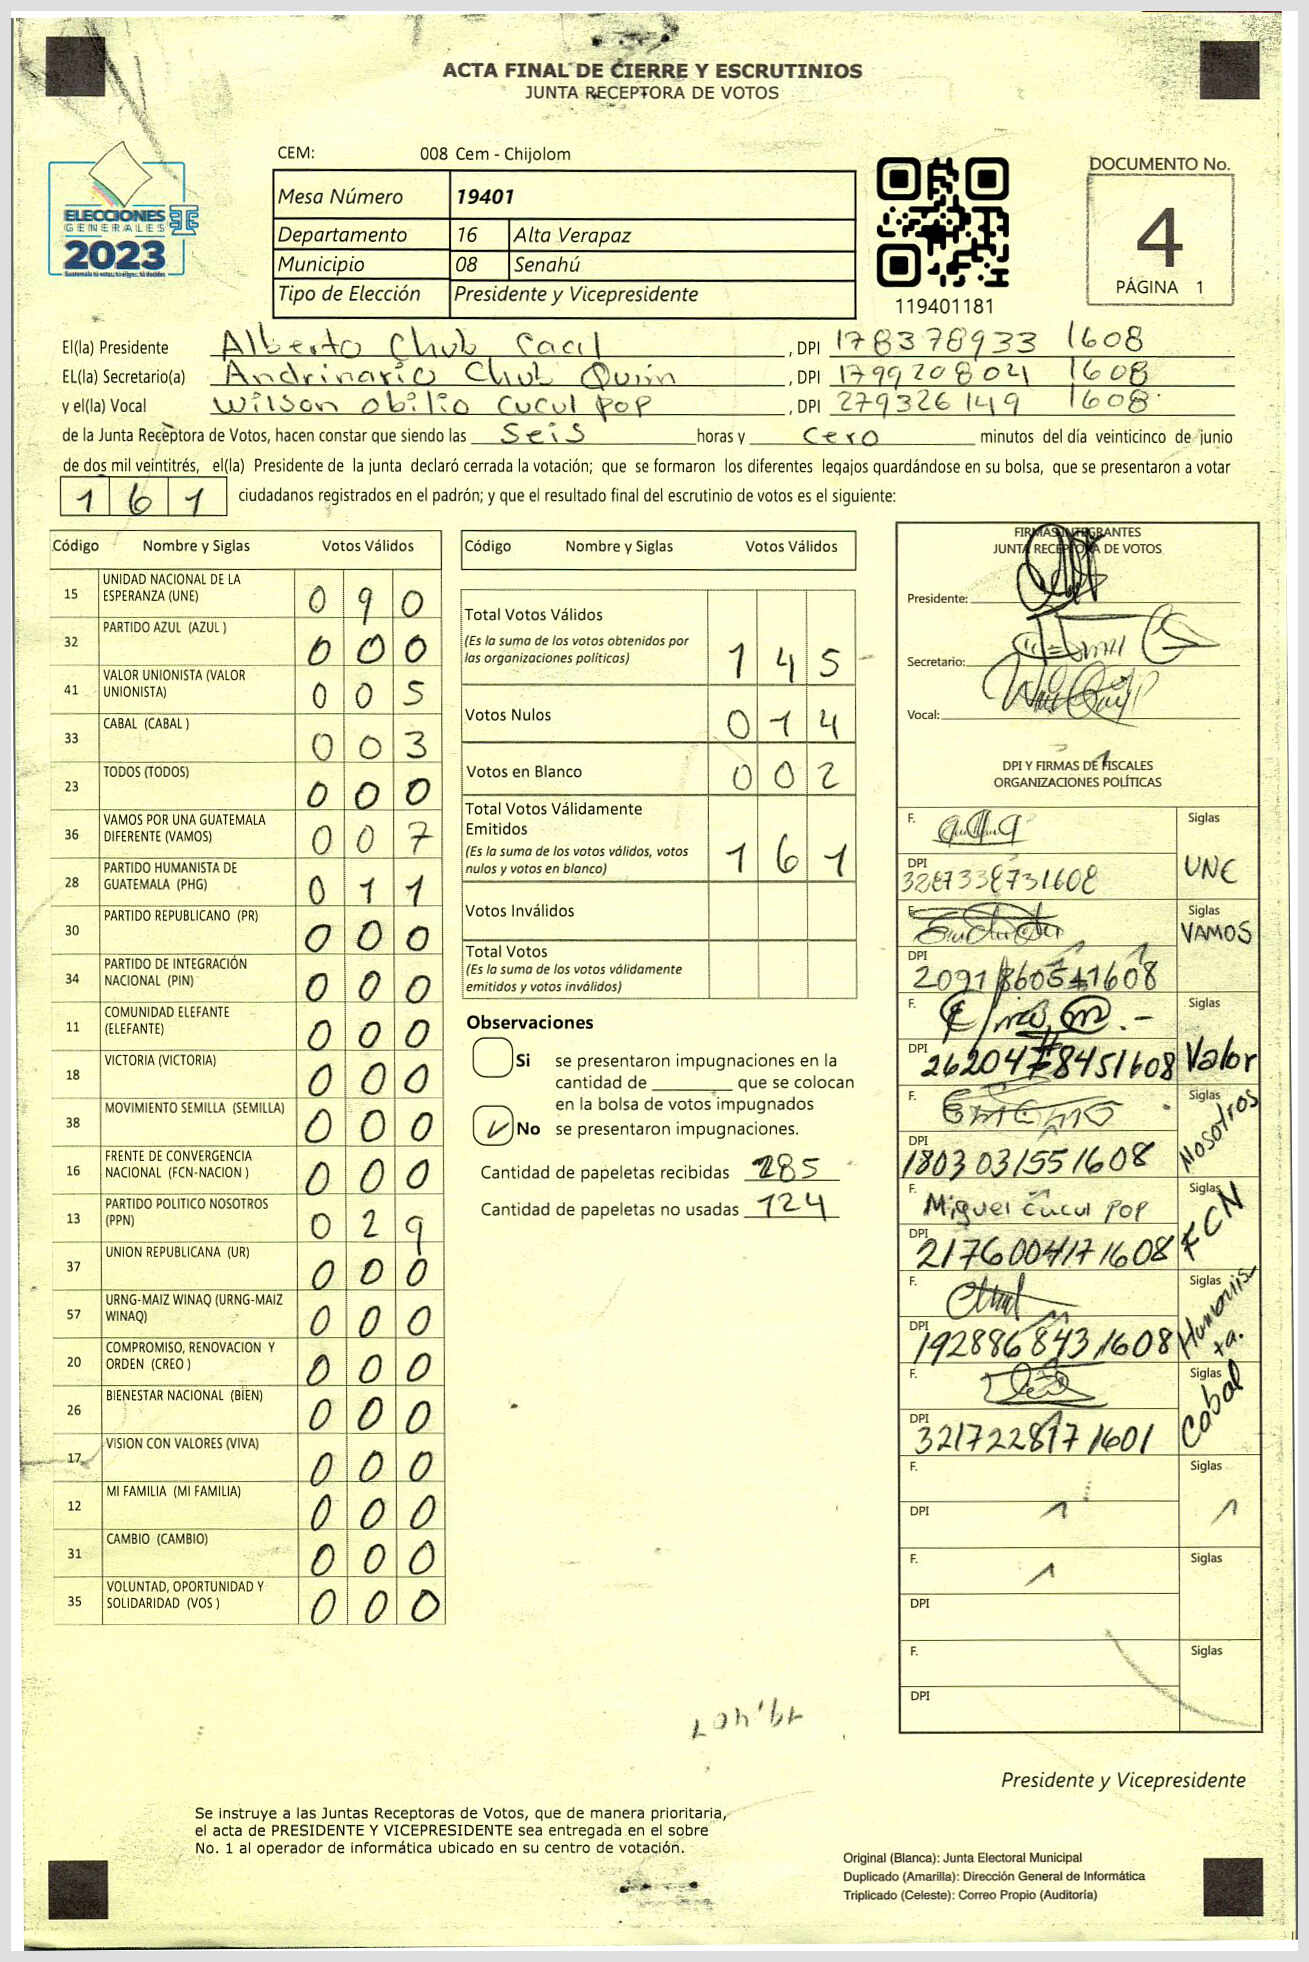 ACTA FINAL DE CIERRE Y ESCRUTINIOS
JUNTA RECEPTORA DE VOTOS
CEM: 008 Cem - Chijolom
Mesa Número 19401
Departamento 16 Alta Verapaz
Municipio 08 Senahú
Tipo de Elección Presidente y Vicepresidente
ELECCIONES
GENERALES
2023
119401181
DOCUMENTO No.
4
PÁGINA 1
El(la) Presidente Alberto Chub Caal , DPI 178378933 1608
EL(la) Secretario(a) Andrinario Chub Quin , DPI 179920804 1608
y el(la) Vocal Wilson Obilio Cucul Pop , DPI 279326149 1608
de la Junta Receptora de Votos, hacen constar que siendo las Seis horas y Cero minutos del día veinticinco de junio
de dos mil veintitrés, el(la) Presidente de la junta declaró cerrada la votación; que se formaron los diferentes legajos guardándose en su bolsa, que se presentaron a votar
161 ciudadanos registrados en el padrón; y que el resultado final del escrutinio de votos es el siguiente:
Código Nombre y Siglas Votos Válidos
15 UNIDAD NACIONAL DE LA ESPERANZA (UNE) 0 9 0
32 PARTIDO AZUL (AZUL ) 0 0 0
41 VALOR UNIONISTA (VALOR UNIONISTA) 0 0 5
33 CABAL (CABAL ) 0 0 3
23 TODOS (TODOS) 0 0 0
36 VAMOS POR UNA GUATEMALA DIFERENTE (VAMOS) 0 0 7
28 PARTIDO HUMANISTA DE GUATEMALA (PHG) 0 1 1
30 PARTIDO REPUBLICANO (PR) 0 0 0
34 PARTIDO DE INTEGRACIÓN NACIONAL (PIN) 0 0 0
11 COMUNIDAD ELEFANTE (ELEFANTE) 0 0 0
18 VICTORIA (VICTORIA) 0 0 0
38 MOVIMIENTO SEMILLA (SEMILLA) 0 0 0
16 FRENTE DE CONVERGENCIA NACIONAL (FCN-NACION ) 0 0 0
13 PARTIDO POLITICO NOSOTROS (PPN) 0 2 9
37 UNION REPUBLICANA (UR) 0 0 0
57 URNG-MAIZ WINAQ (URNG-MAIZ WINAQ) 0 0 0
20 COMPROMISO, RENOVACION Y ORDEN (CREO ) 0 0 0
26 BIENESTAR NACIONAL (BIEN) 0 0 0
17 VISION CON VALORES (VIVA) 0 0 0
12 MI FAMILIA (MI FAMILIA) 0 0 0
31 CAMBIO (CAMBIO) 0 0 0
35 VOLUNTAD, OPORTUNIDAD Y SOLIDARIDAD (VOS ) 0 0 0
Código Nombre y Siglas Votos Válidos
Total Votos Válidos 1 4 5
(Es la suma de los votos obtenidos por
las organizaciones politicas)
Votos Nulos 0 1 4
Votos en Blanco 0 0 2
Total Votos Válidamente
Emitidos 1 6 1
(Es la suma de los votos válidos, votos
nulos y votos en blanco)
Votos Inválidos
Total Votos
(Es la suma de los votos válidamente
emitidos y votos inválidos)
Observaciones
Si se presentaron impugnaciones en la
cantidad de ________ que se colocan
en la bolsa de votos impugnados
No se presentaron impugnaciones.
Cantidad de papeletas recibidas 285
Cantidad de papeletas no usadas 124
FIRMAS INTEGRANTES
JUNTA RECEPTORA DE VOTOS
Presidente:
Secretario:
Vocal:
DPI Y FIRMAS DE FISCALES
ORGANIZACIONES POLÍTICAS
F. Siglas
DPI UNE
3287338731608
F. Siglas
DPI VAMOS
F. Siglas
DPI Valor
F. Siglas
DPI Nosotros
1803031551608
F. Miguel Cucul Pop Siglas
DPI FCN
2176004171608
F. Siglas
DPI Humanista.
1928868431608
F. Siglas
DPI Cabal
3217228171601
F. Siglas
DPI
F. Siglas
DPI
F. Siglas
DPI
Presidente y Vicepresidente
Se instruye a las Juntas Receptoras de Votos, que de manera prioritaria,
el acta de PRESIDENTE Y VICEPRESIDENTE sea entregada en el sobre
No. 1 al operador de informática ubicado en su centro de votación.
Original (Blanca): Junta Electoral Municipal
Duplicado (Amarilla): Dirección General de Informática
Triplicado (Celeste): Correo Propio (Auditoría)